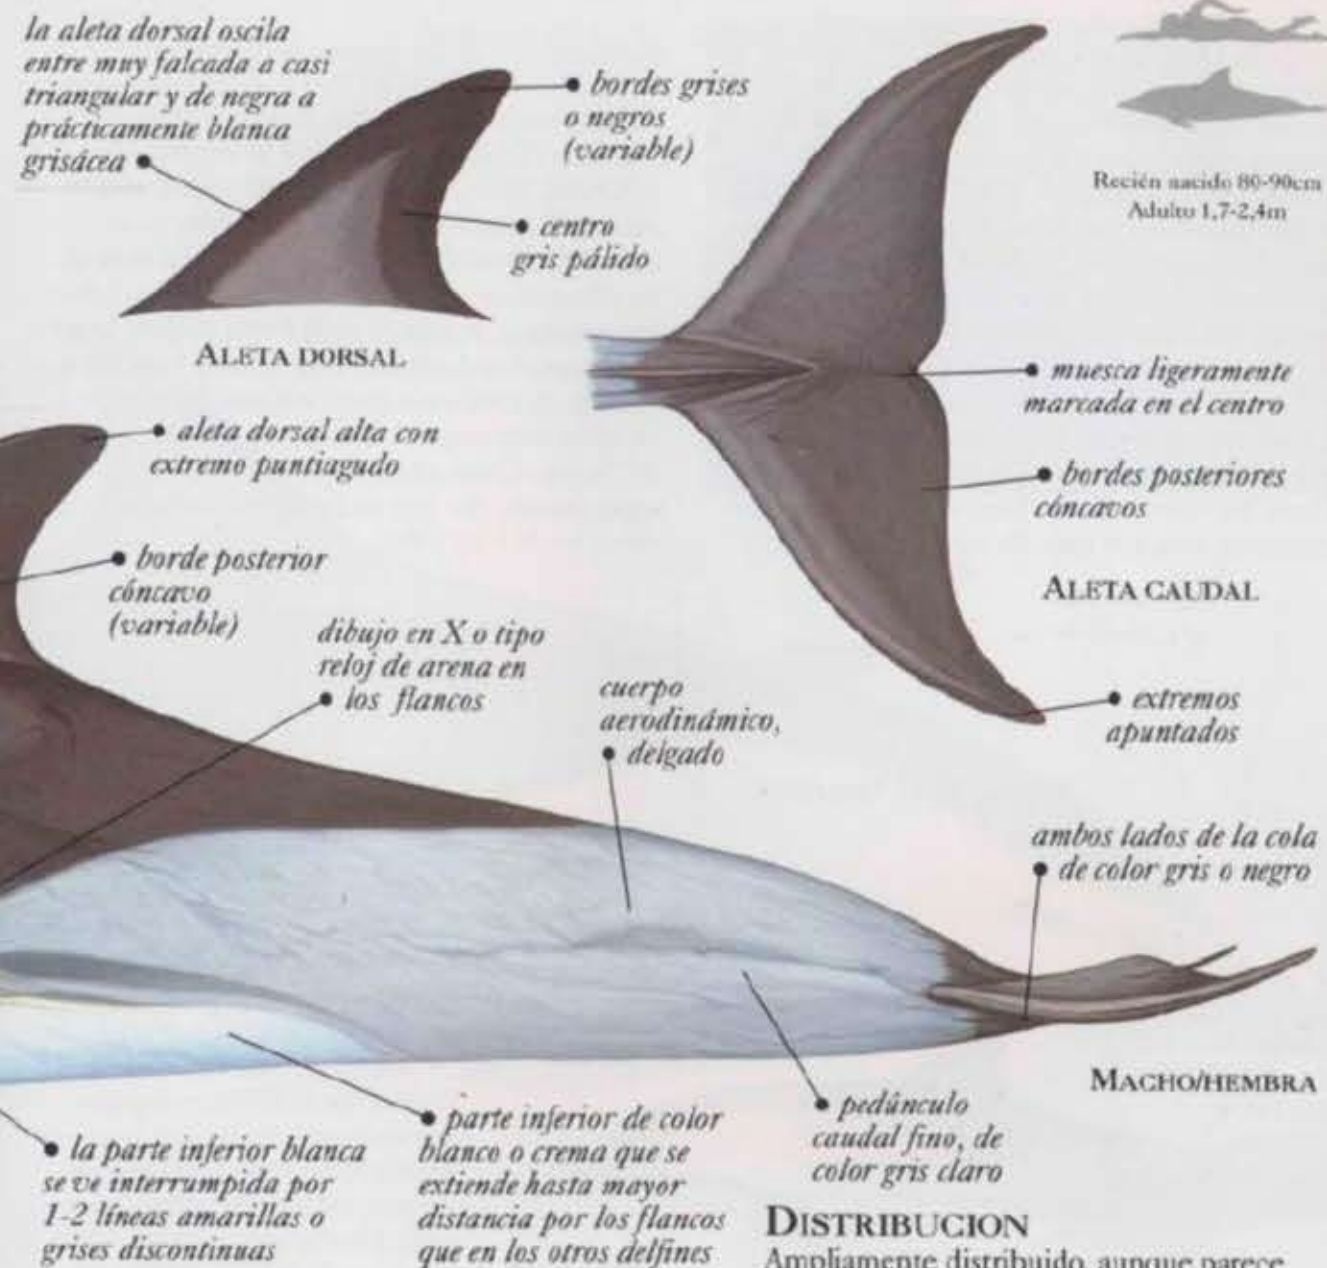 la aleta dorsal oscila
entre muy falcada a casi
triangular y de negra a
prácticamente blanca
grisácea
bordes grises
o negros
(variable)
centro
gris pálido
ALETA DORSAL
Recién nacido 80-90cm
Adulto 1,7-2,4m
muesca ligeramente
marcada en el centro
bordes posteriores
cóncavos
ALETA CAUDAL
extremos
apuntados
aleta dorsal alta con
extremo puntiagudo
borde posterior
cóncavo
(variable)
dibujo en X o tipo
reloj de arena en
los flancos
cuerpo
aerodinámico,
delgado
ambos lados de la cola
de color gris o negro
MACHO/HEMBRA
la parte inferior blanca
se ve interrumpida por
1-2 líneas amarillas o
grises discontinuas
parte inferior de color
blanco o crema que se
extiende hasta mayor
distancia por los flancos
que en los otros delfines
pedúnculo
caudal fino, de
color gris claro
DISTRIBUCION
Ampliamente distribuido, aunque parece